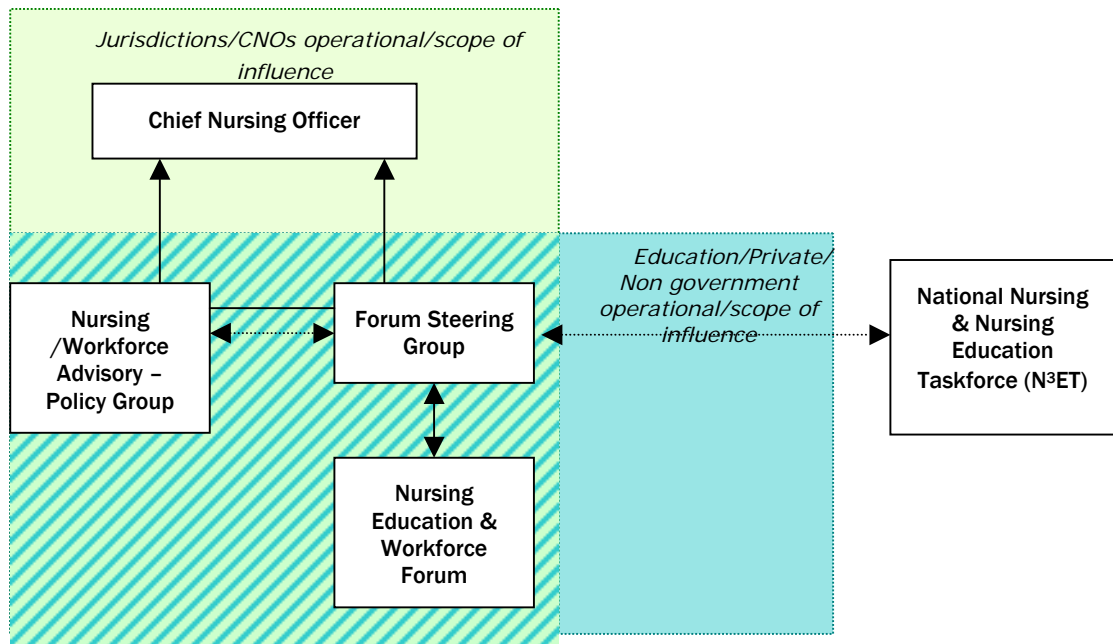 Jurisdictions/CNOs operational/scope of
influence
Chief Nursing Officer
Education/Private/
Non government
operational/scope of
influence
Nursing
/Workforce
Advisory –
Policy Group
Forum Steering
Group
National Nursing
& Nursing
Education
Taskforce (N³ET)
Nursing
Education &
Workforce
Forum